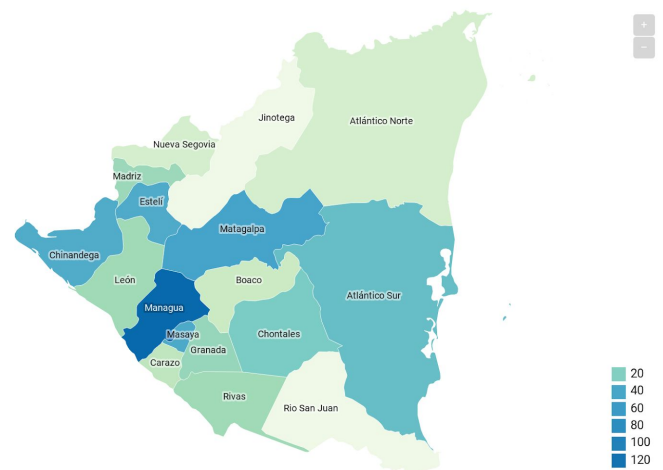 +
−
Jinotega
Atlántico Norte
Nueva Segovia
Madriz
Estelí
Matagalpa
Chinandega
León
Boaco
Atlántico Sur
Managua
Masaya
Chontales
Granada
Carazo
Rivas
Rio San Juan
20
40
60
80
100
120